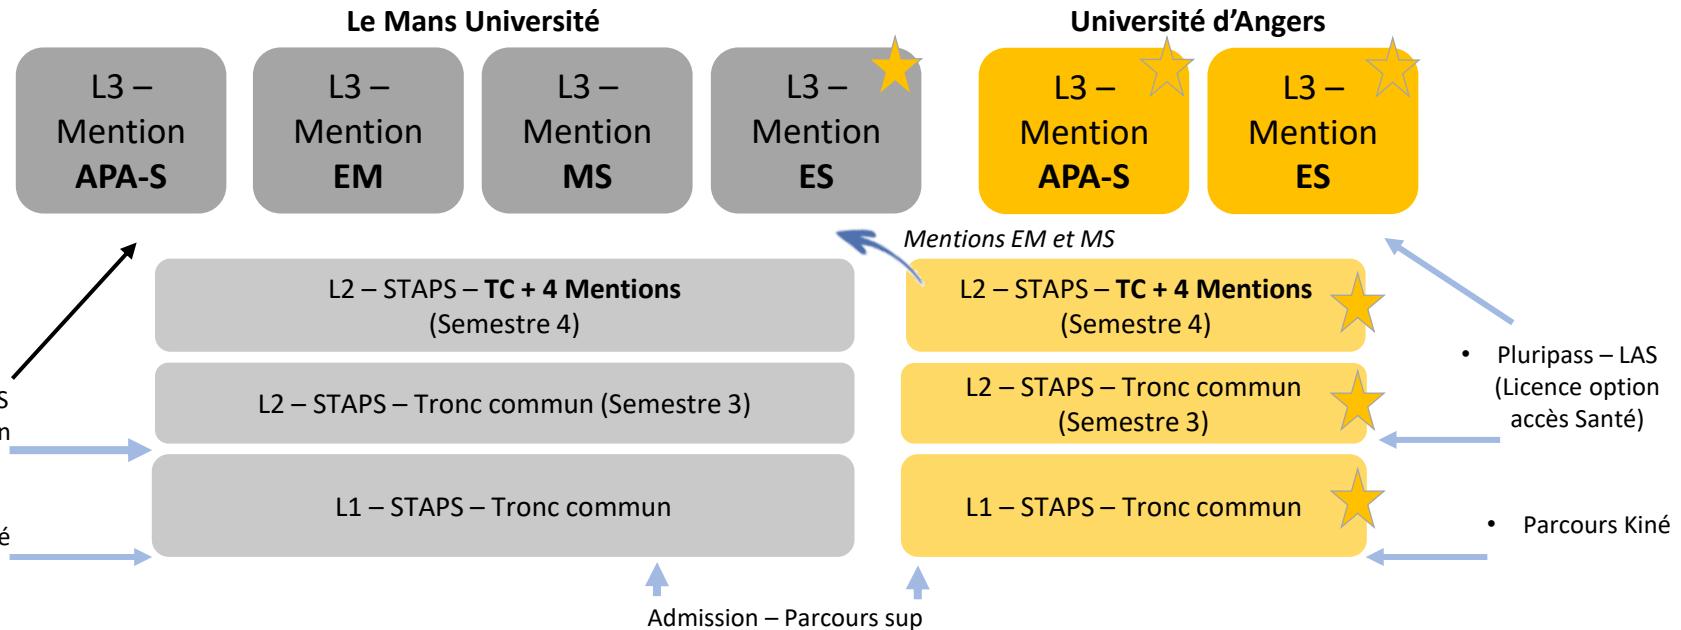 Le Mans Université
Université d'Angers
L3 –
Mention
APA-S
L3 –
Mention
EM
L3 –
Mention
MS
L3 –
Mention
ES
L3 –
Mention
APA-S
L3 –
Mention
ES
Mentions EM et MS
L2 – STAPS – TC + 4 Mentions
(Semestre 4)
L2 – STAPS – TC + 4 Mentions
(Semestre 4)
S
n
L2 – STAPS – Tronc commun (Semestre 3)
L2 – STAPS – Tronc commun
(Semestre 3)
• Pluripass – LAS
(Licence option
accès Santé)
é
L1 – STAPS – Tronc commun
L1 – STAPS – Tronc commun
• Parcours Kiné
Admission – Parcours sup